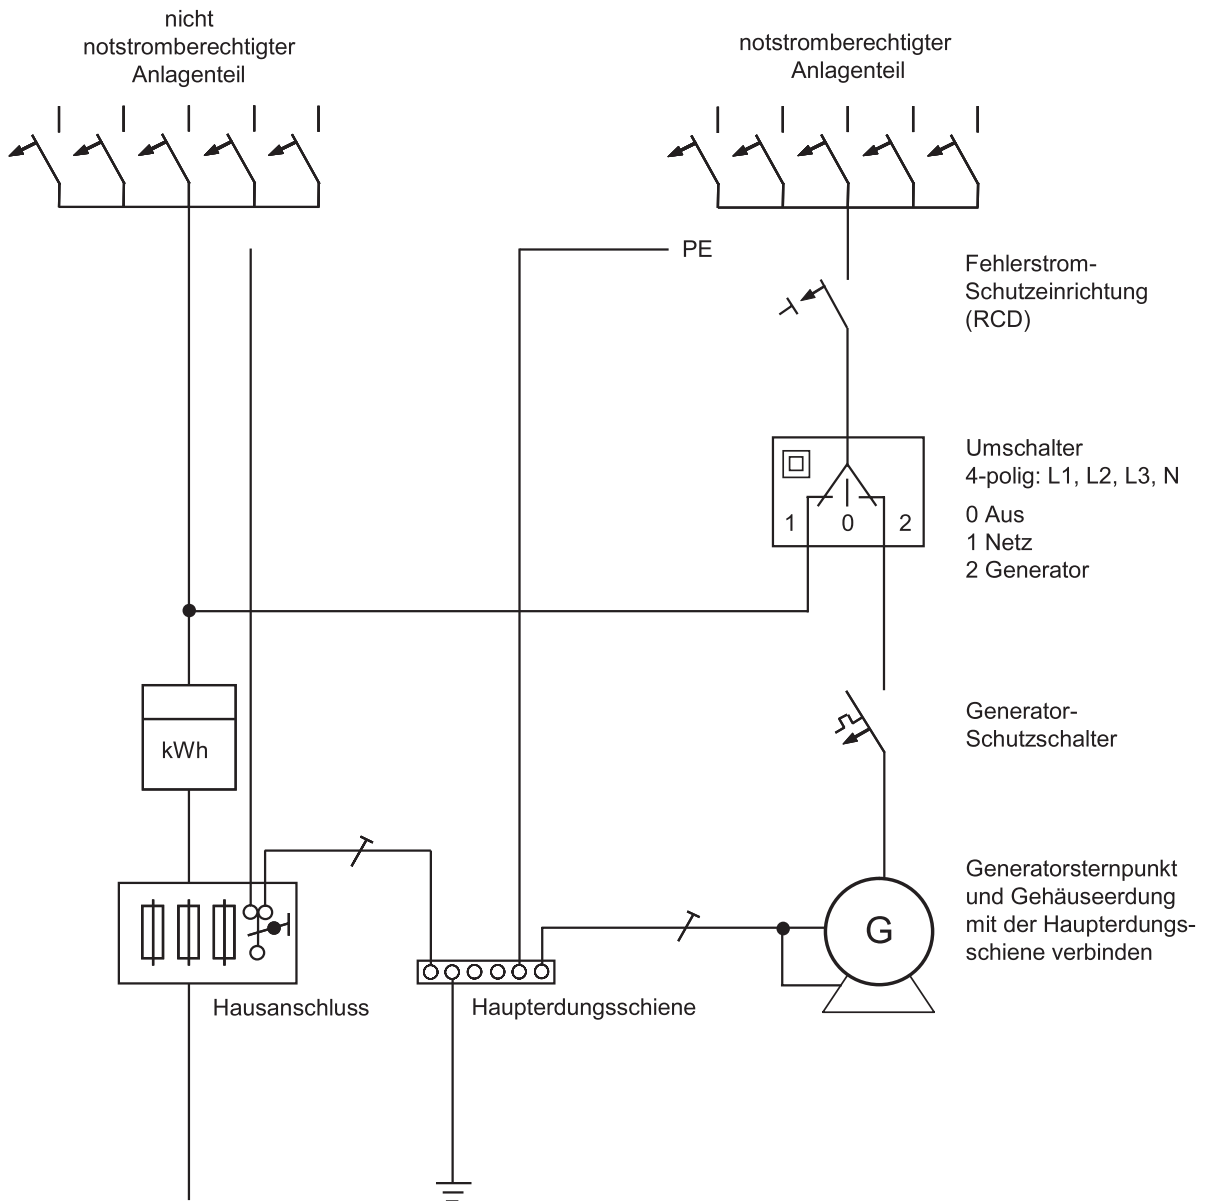 nicht
notstromberechtigter
Anlagenteil
notstromberechtigter
Anlagenteil
PE
Fehlerstrom-
Schutzeinrichtung
(RCD)
Umschalter
4-polig: L1, L2, L3, N
0 Aus
1 Netz
2 Generator
1 0 2
kWh
Generator-
Schutzschalter
Generatorsternpunkt
und Gehäuseerdung
mit der Haupterdungs-
schiene verbinden
G
Hausanschluss
Haupterdungsschiene